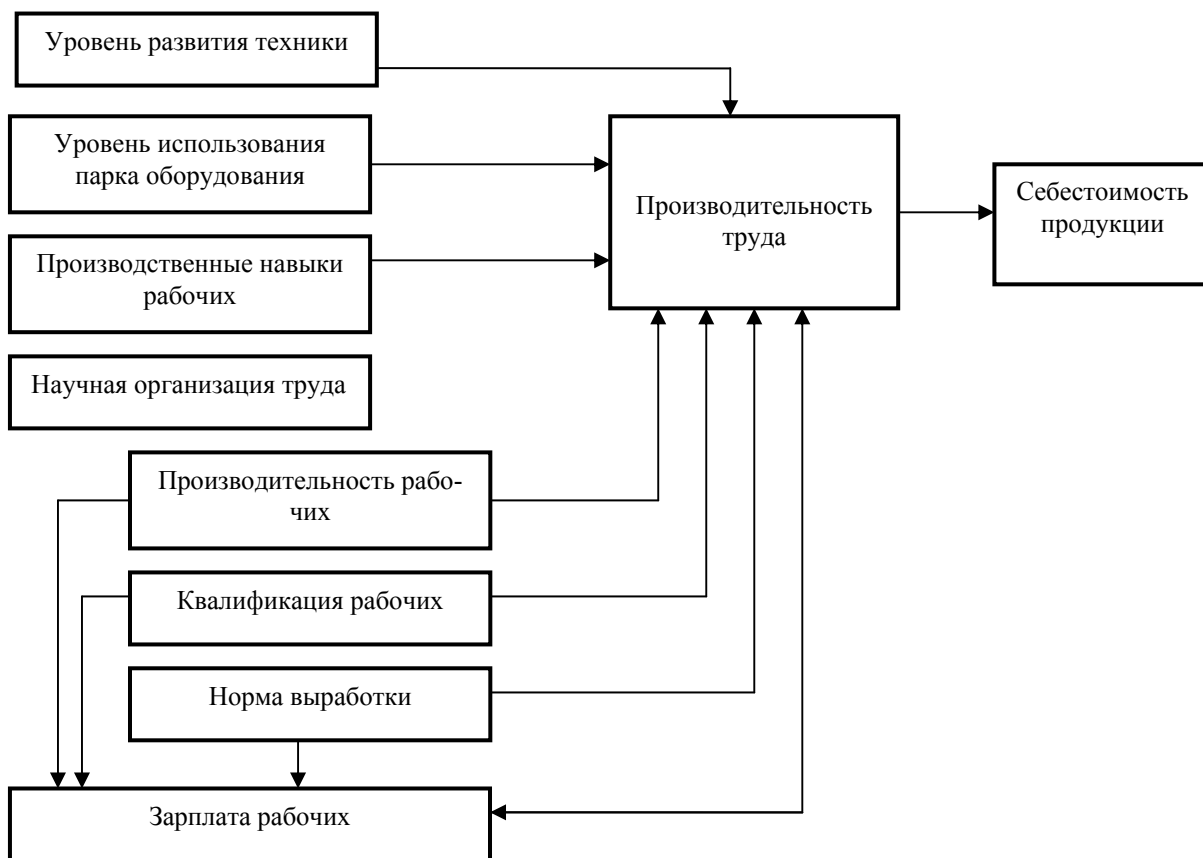 Уровень развития техники
Уровень использования
парка оборудования
Производственные навыки
рабочих
Научная организация труда
Производительность
труда
Себестоимость
продукции
Производительность рабо-
чих
Квалификация рабочих
Норма выработки
Зарплата рабочих